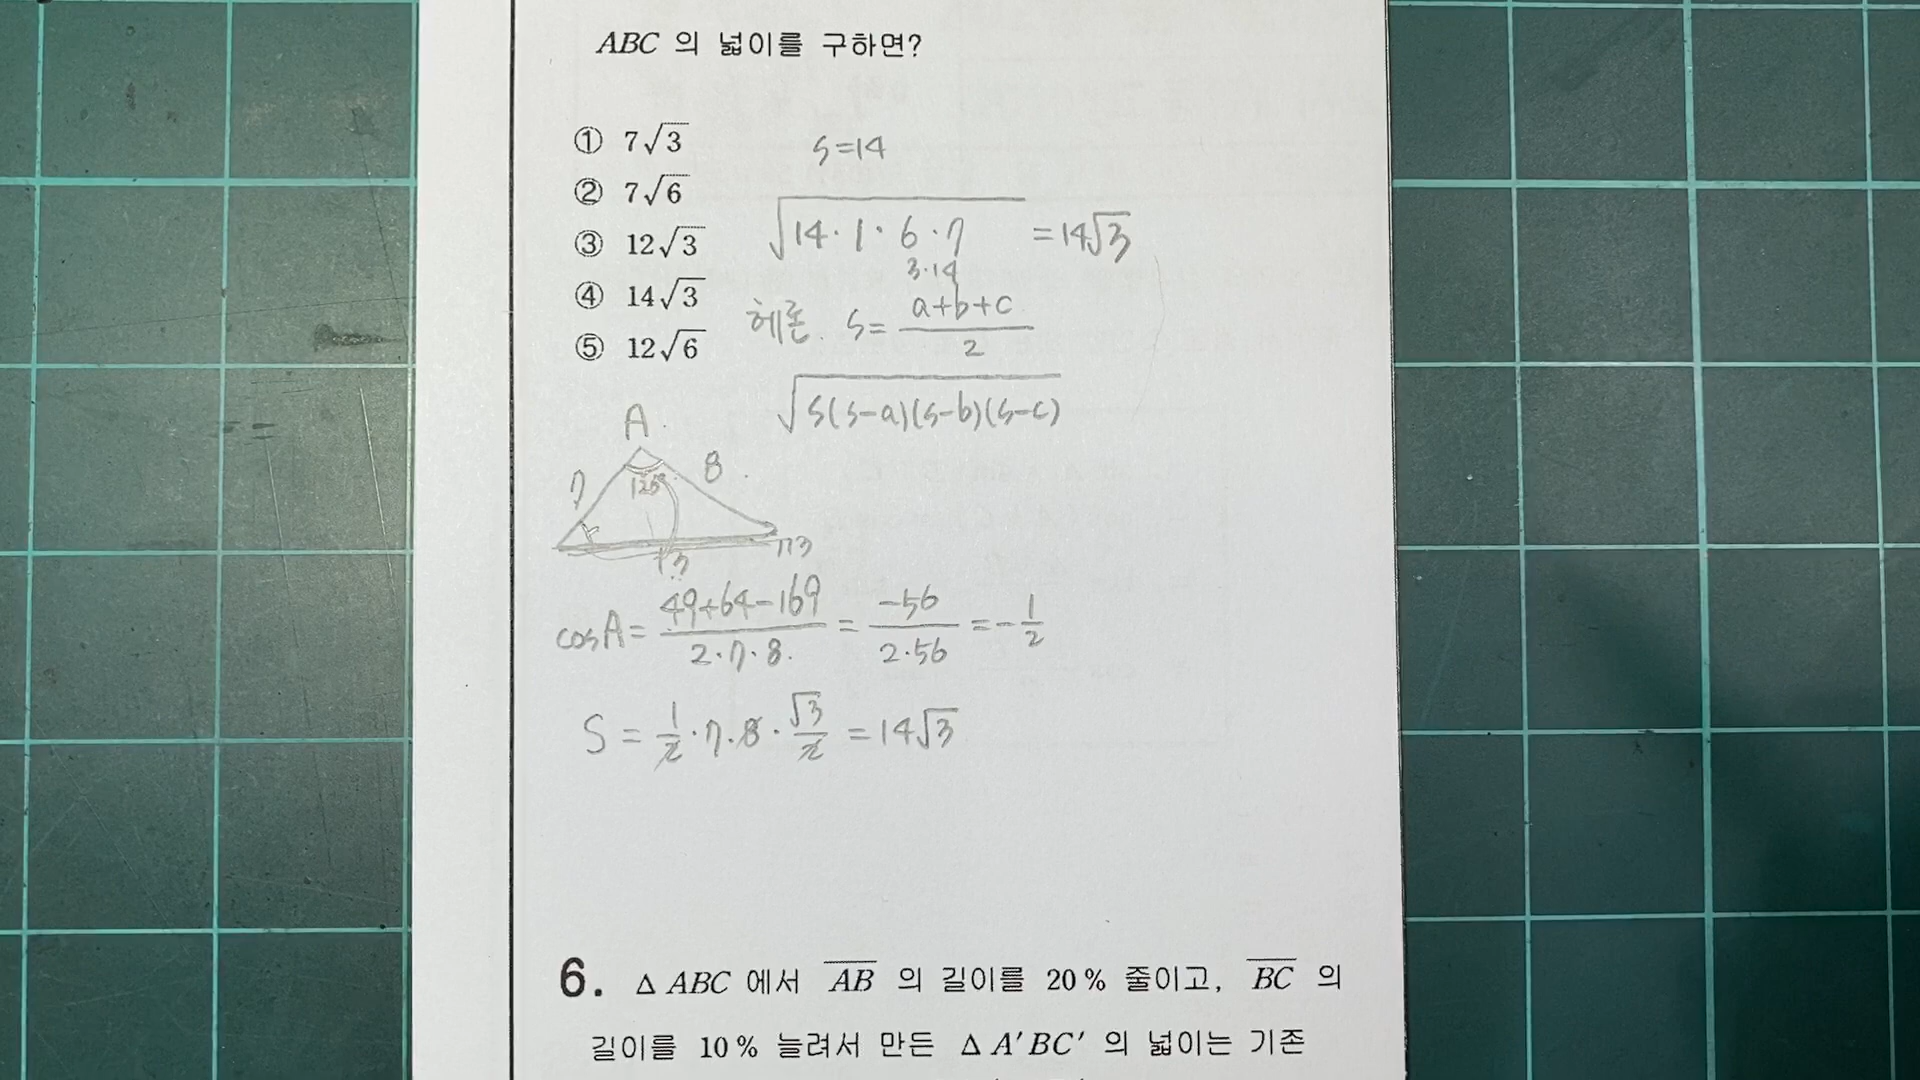 ABC 의 넓이를 구하면?
① 7√3
② 7√6
③ 12√3
④ 14√3
⑤ 12√6
s=14
√14·1·6·7 = 14√3
3·14
헤론. s= a+b+c / 2
√s(s-a)(s-b)(s-c)
A
7
8
120°
13
cosA = 49+64-169 / 2·7·8. = -56 / 2·56 = -1/2
S = 1/2 · 7·8 · √3/2 = 14√3
6. △ ABC 에서 AB 의 길이를 20 % 줄이고, BC 의
길이를 10 % 늘려서 만든 △ A′BC′ 의 넓이는 기존